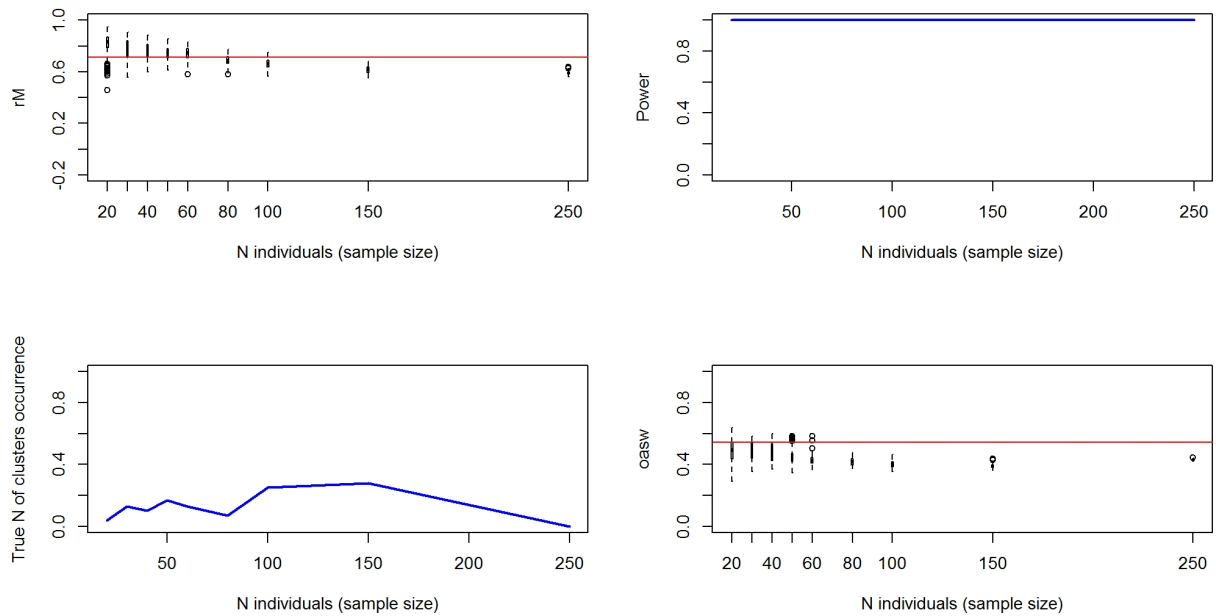 rM
1.0
0.6
0.2
-0.2
20 40 60 80 100 150 250
N individuals (sample size)
Power
0.8
0.4
0.0
50 100 150 200 250
N individuals (sample size)
True N of clusters occurrence
0.8
0.4
0.0
50 100 150 200 250
N individuals (sample size)
oasw
0.8
0.4
0.0
20 40 60 80 100 150 250
N individuals (sample size)